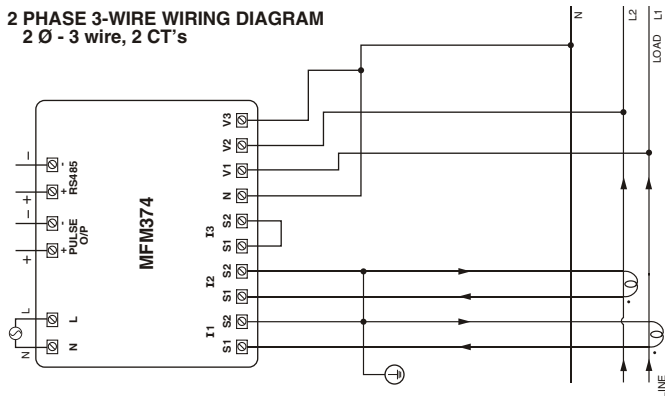 2 PHASE 3-WIRE WIRING DIAGRAM
2 Ø - 3 wire, 2 CT's
N
L2
L1
LOAD
V3
V2
V1
N
S2
I3
S1
S2
I2
S1
S2
I1
S1
MFM374
−
- RS485
+
+
−
- PULSE
O/P
+
+
L
L
N
N
LINE